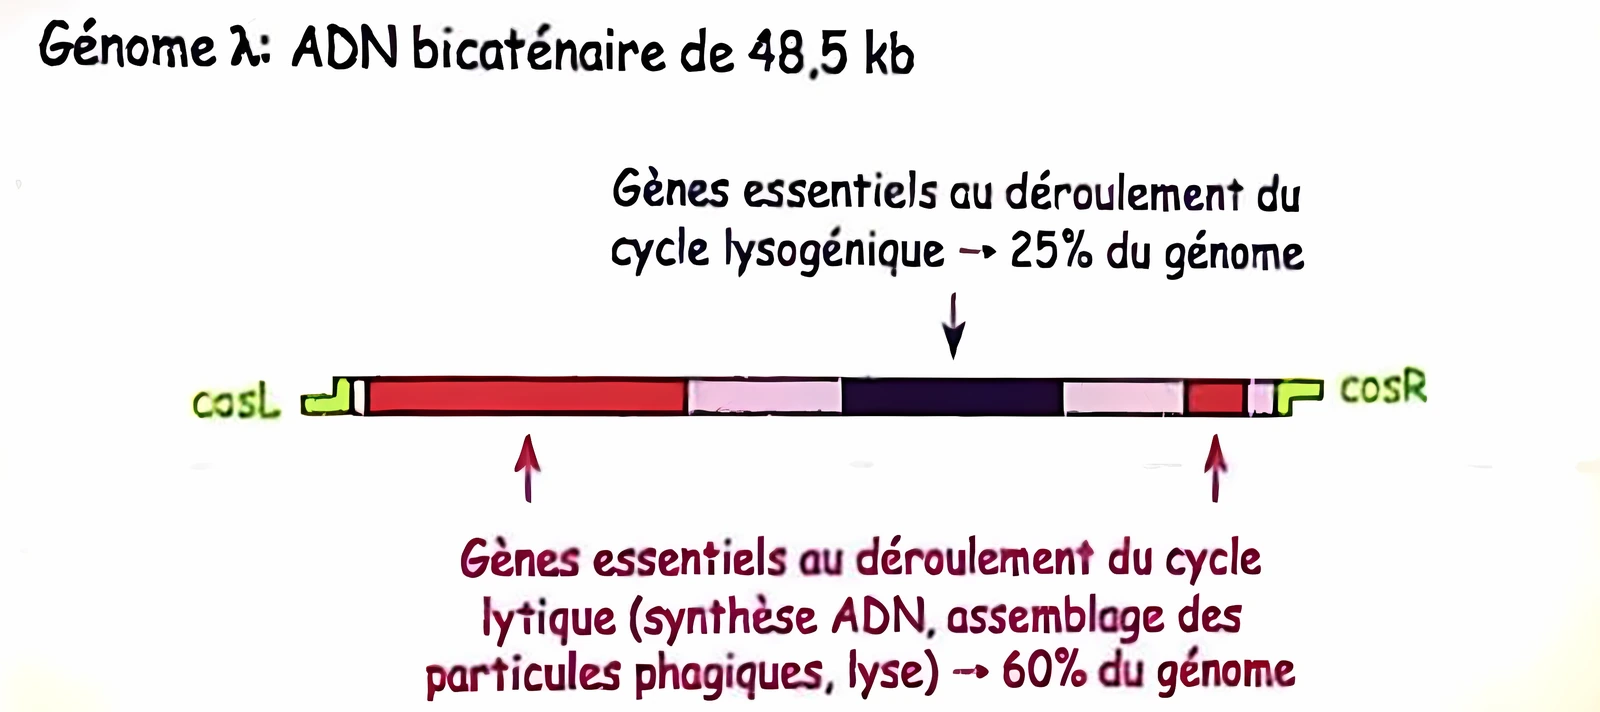 Génome λ: ADN bicaténaire de 48,5 kb
Gènes essentiels au déroulement du
cycle lysogénique → 25% du génome
cosL
cosR
Gènes essentiels au déroulement du cycle
lytique (synthèse ADN, assemblage des
particules phagiques, lyse) → 60% du génome